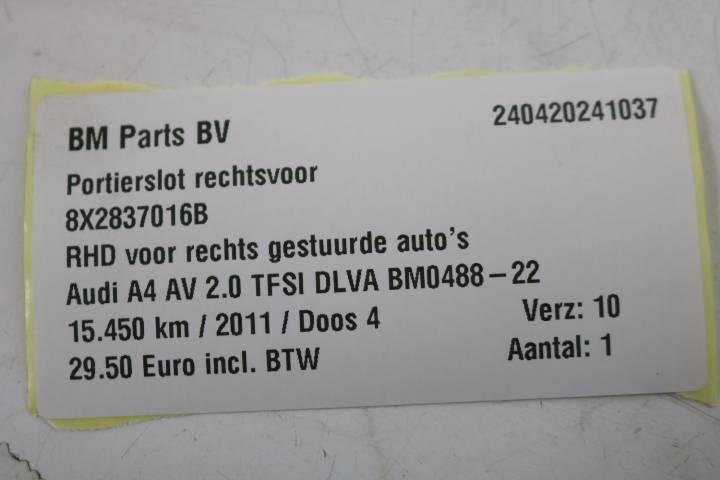 BM Parts BV 240420241037
Portierslot rechtsvoor
8X2837016B
RHD voor rechts gestuurde auto's
Audi A4 AV 2.0 TFSI DLVA BM0488-22
15.450 km / 2011 / Doos 4 Verz: 10
29.50 Euro incl. BTW Aantal: 1